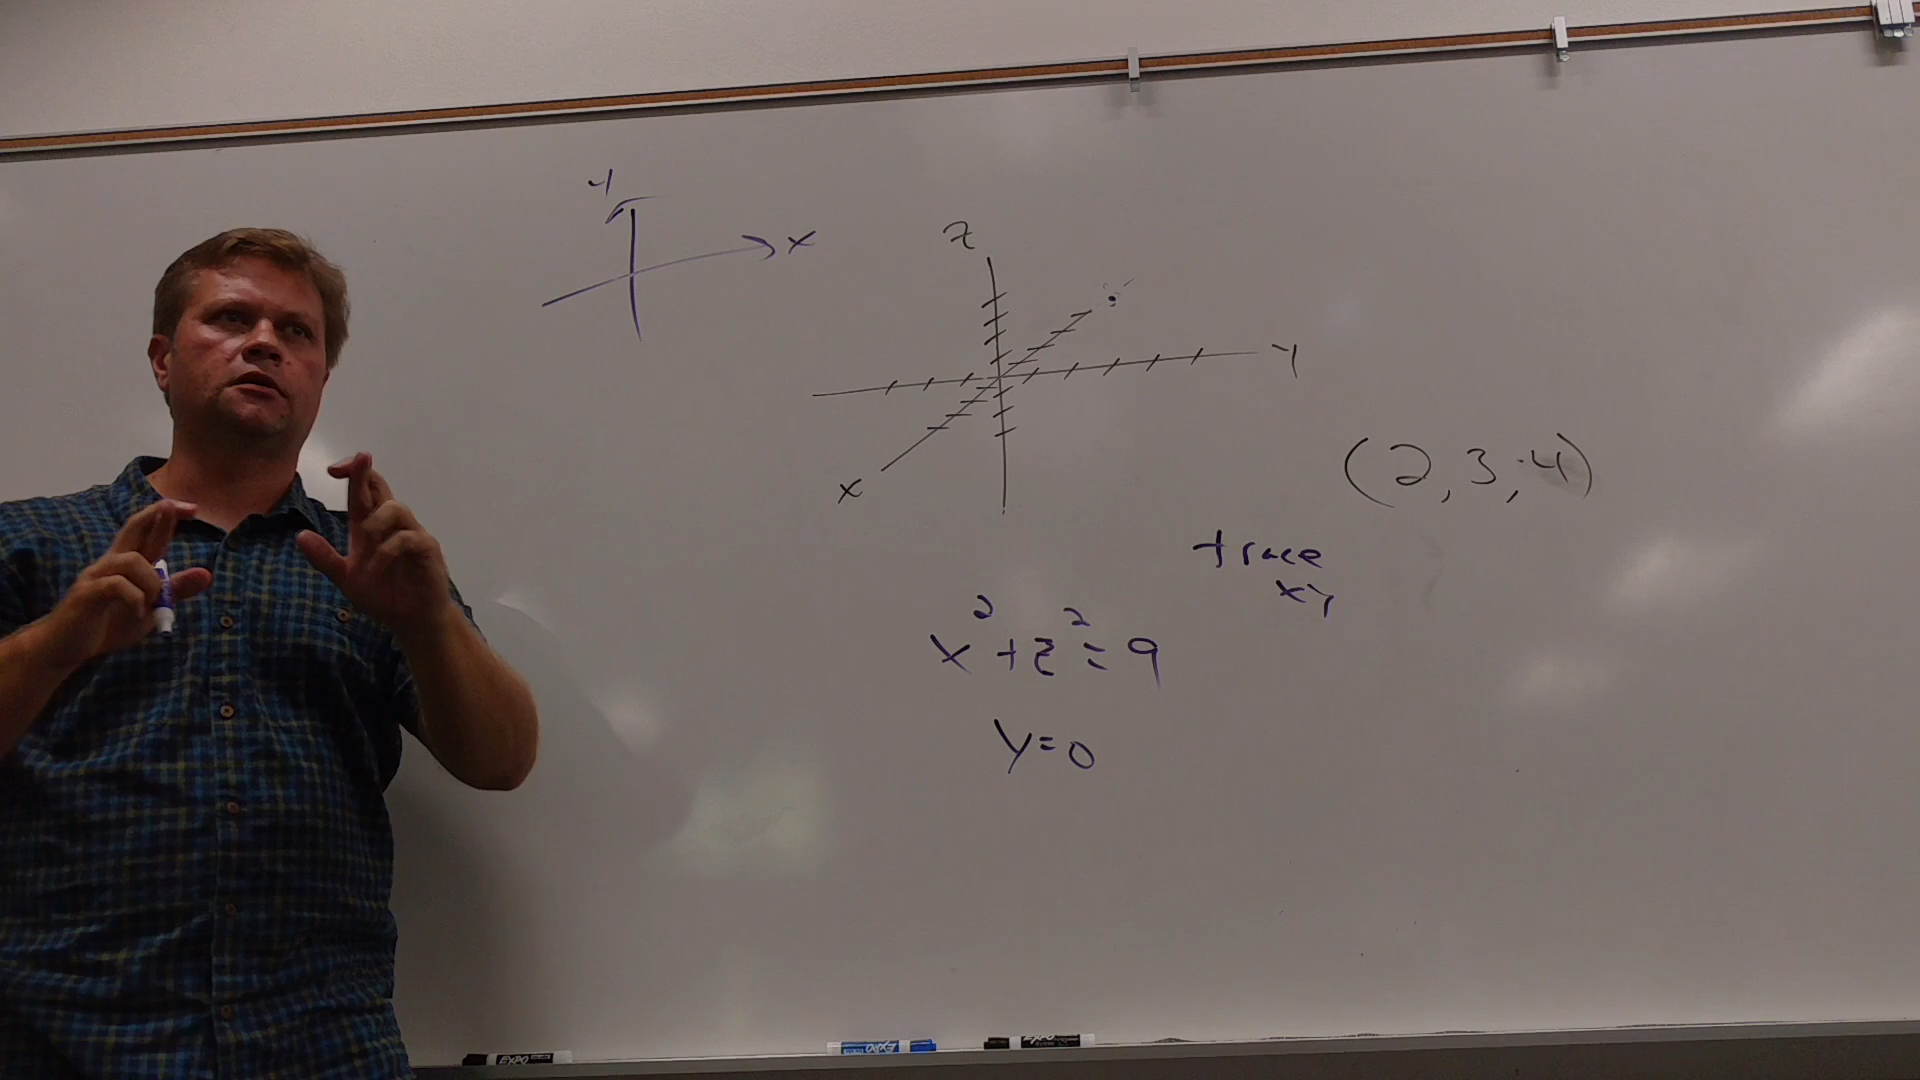 y
x
z
y
x
(2, 3, 4)
trace
xy
x² + z² = 9
y = 0
EXPO
EXPO